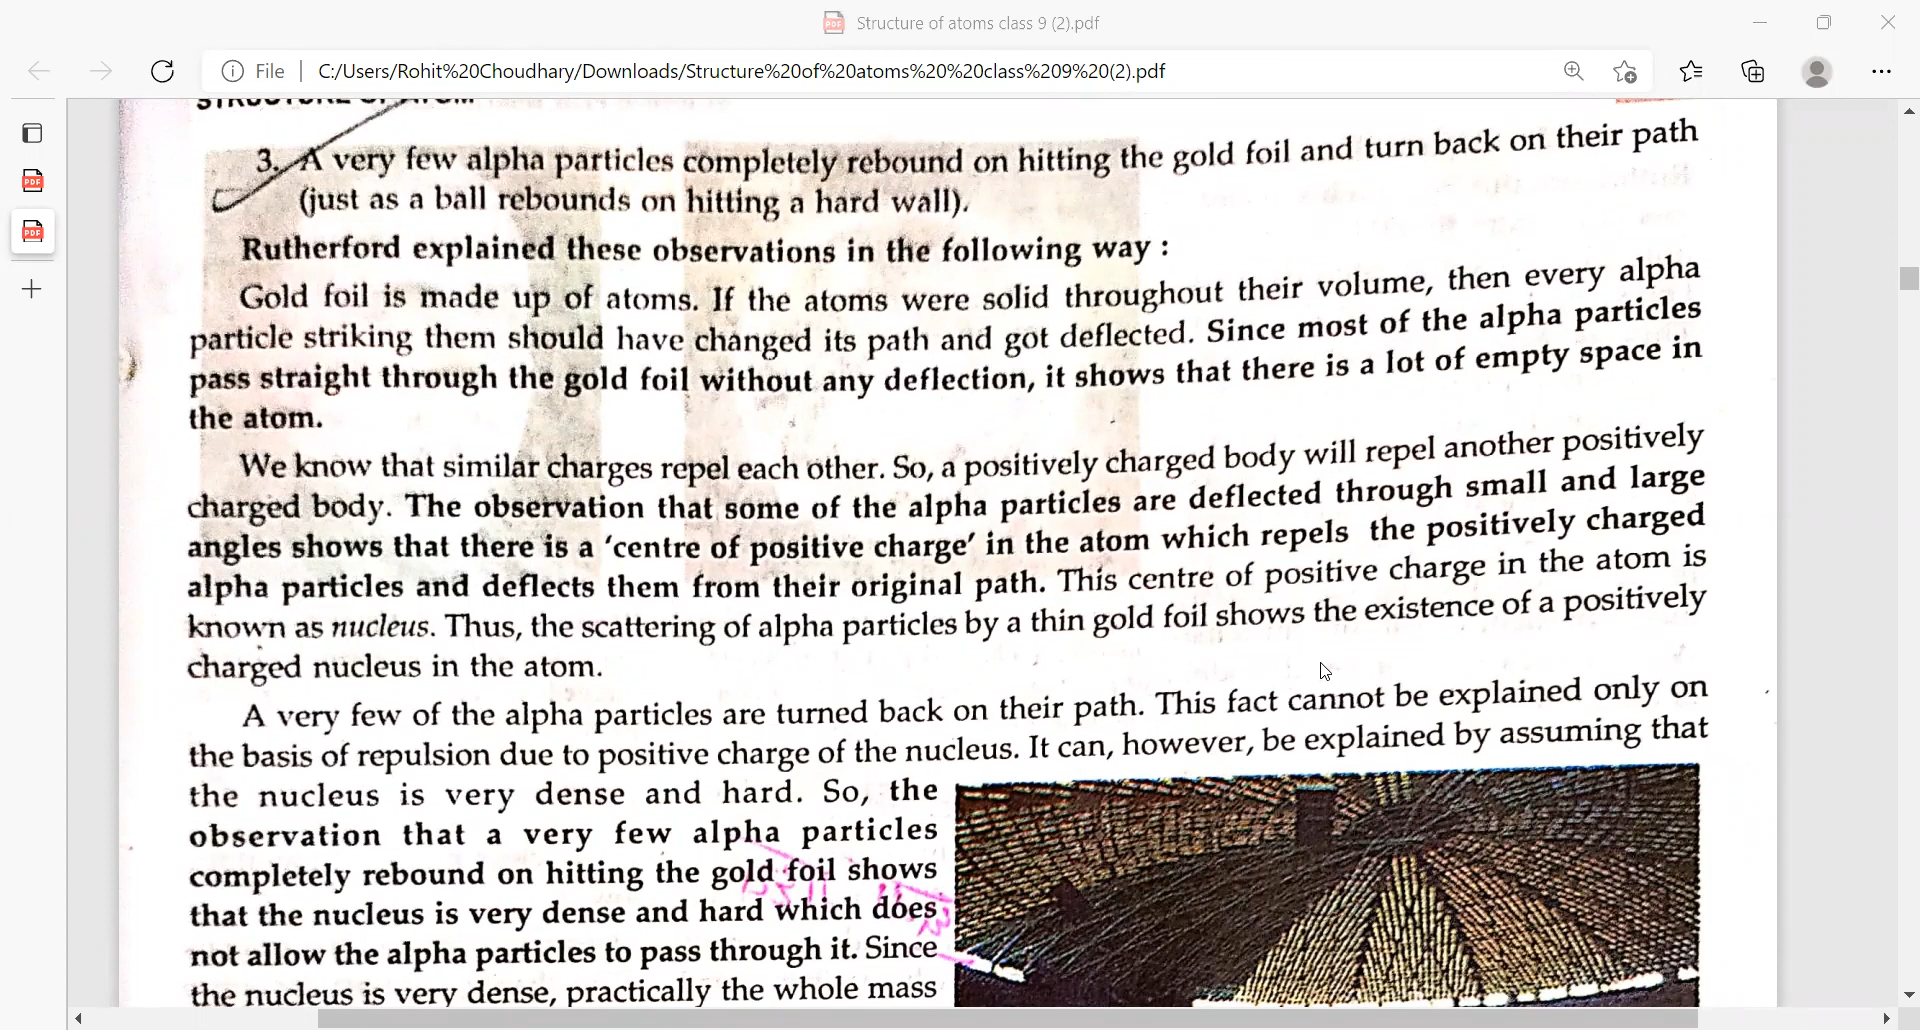 Structure of atoms class 9 (2).pdf
File | C:/Users/Rohit%20Choudhary/Downloads/Structure%20of%20atoms%20%20class%209%20(2).pdf
STRUCTURE OF ATOM
3. A very few alpha particles completely rebound on hitting the gold foil and turn back on their path
(just as a ball rebounds on hitting a hard wall).
Rutherford explained these observations in the following way :
Gold foil is made up of atoms. If the atoms were solid throughout their volume, then every alpha
particle striking them should have changed its path and got deflected. Since most of the alpha particles
pass straight through the gold foil without any deflection, it shows that there is a lot of empty space in
the atom.
We know that similar charges repel each other. So, a positively charged body will repel another positively
charged body. The observation that some of the alpha particles are deflected through small and large
angles shows that there is a 'centre of positive charge' in the atom which repels the positively charged
alpha particles and deflects them from their original path. This centre of positive charge in the atom is
known as nucleus. Thus, the scattering of alpha particles by a thin gold foil shows the existence of a positively
charged nucleus in the atom.
A very few of the alpha particles are turned back on their path. This fact cannot be explained only on
the basis of repulsion due to positive charge of the nucleus. It can, however, be explained by assuming that
the nucleus is very dense and hard. So, the
observation that a very few alpha particles
completely rebound on hitting the gold foil shows
that the nucleus is very dense and hard which does
not allow the alpha particles to pass through it. Since
the nucleus is very dense, practically the whole mass